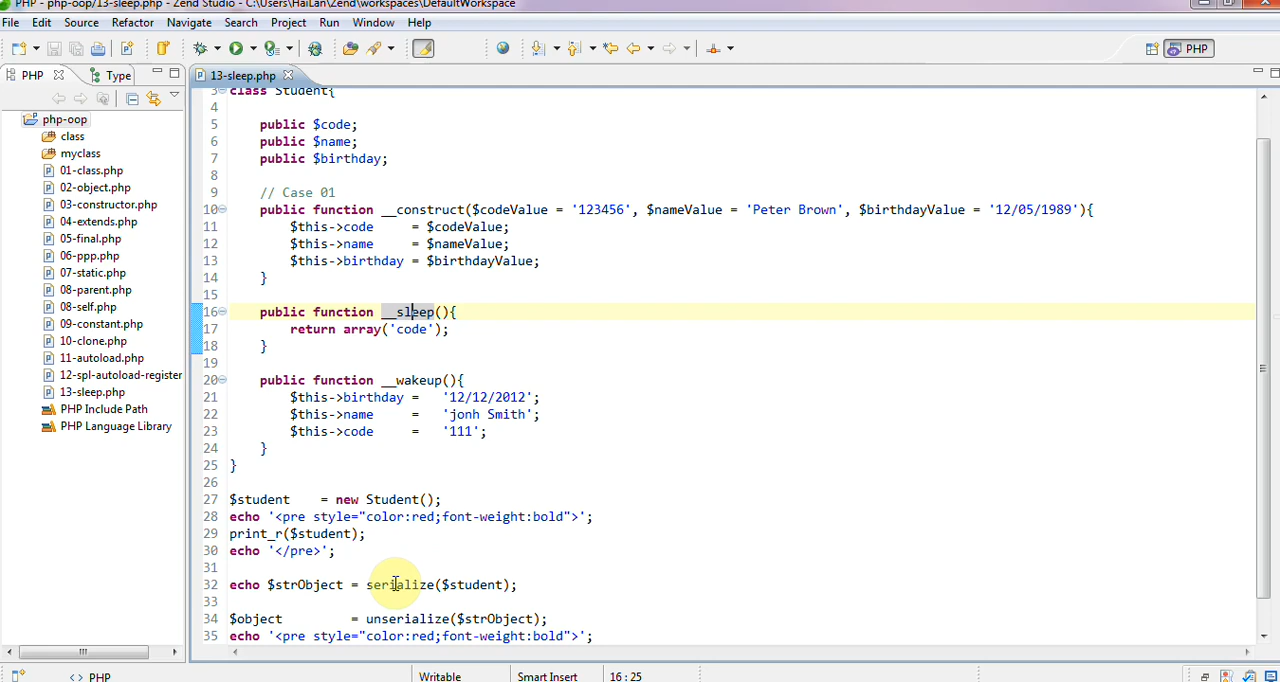 PHP - php-oop/13-sleep.php - Zend Studio - C:\Users\HaiLan\Zend\workspaces\DefaultWorkspace
File Edit Source Refactor Navigate Search Project Run Window Help
PHP
PHP Type
13-sleep.php
php-oop
class
myclass
01-class.php
02-object.php
03-constructor.php
04-extends.php
05-final.php
06-ppp.php
07-static.php
08-parent.php
08-self.php
09-constant.php
10-clone.php
11-autoload.php
12-spl-autoload-register
13-sleep.php
PHP Include Path
PHP Language Library
3 class Student{
4
5 public $code;
6 public $name;
7 public $birthday;
8
9 // Case 01
10 public function __construct($codeValue = '123456', $nameValue = 'Peter Brown', $birthdayValue = '12/05/1989'){
11 $this->code = $codeValue;
12 $this->name = $nameValue;
13 $this->birthday = $birthdayValue;
14 }
15
16 public function __sleep(){
17 return array('code');
18 }
19
20 public function __wakeup(){
21 $this->birthday = '12/12/2012';
22 $this->name = 'jonh Smith';
23 $this->code = '111';
24 }
25 }
26
27 $student = new Student();
28 echo '<pre style="color:red;font-weight:bold">';
29 print_r($student);
30 echo '</pre>';
31
32 echo $strObject = serialize($student);
33
34 $object = unserialize($strObject);
35 echo '<pre style="color:red;font-weight:bold">';
<> PHP
Writable
Smart Insert
16 : 25